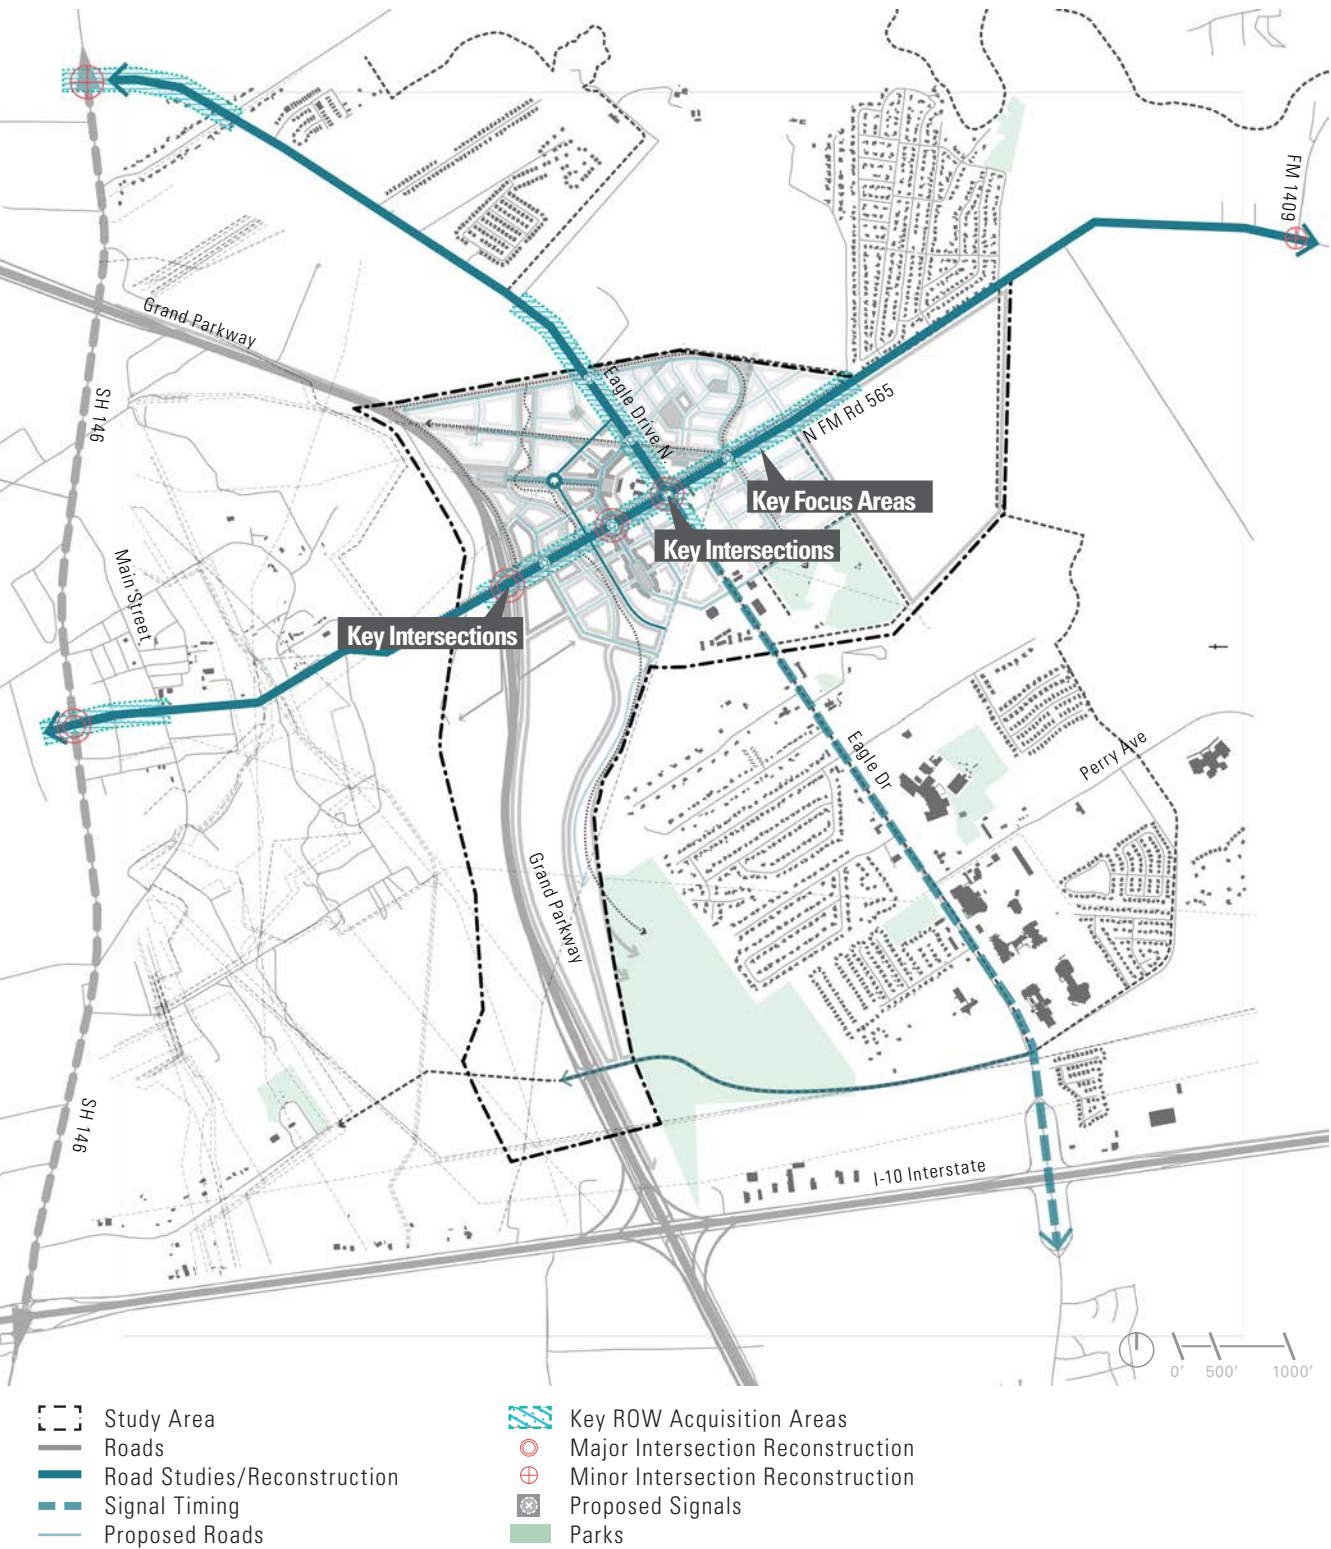 FM 1409
Grand Parkway
SH 146
Eagle Drive N.
N FM Rd 565
Key Focus Areas
Key Intersections
Main Street
Key Intersections
Eagle Dr
Perry Ave
Grand Parkway
SH 146
I-10 Interstate
0' 500' 1000'
Study Area
Roads
Road Studies/Reconstruction
Signal Timing
Proposed Roads
Key ROW Acquisition Areas
Major Intersection Reconstruction
Minor Intersection Reconstruction
Proposed Signals
Parks